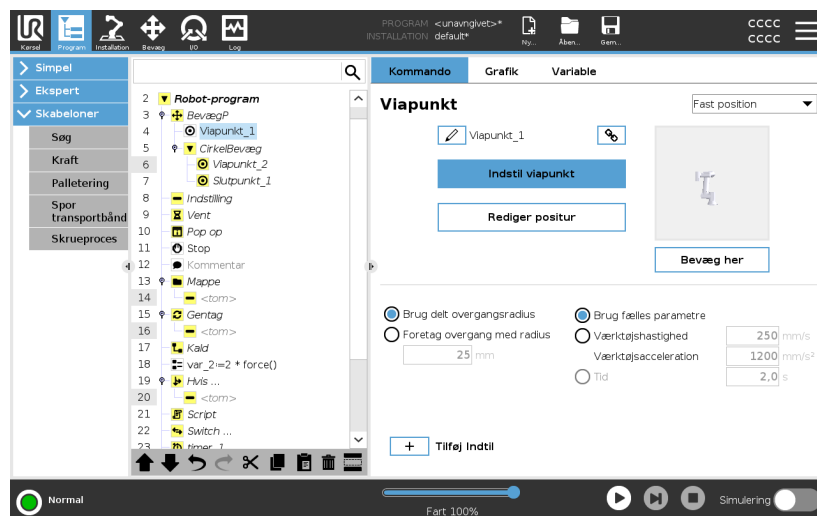 PROGRAM <unavngivet>*
INSTALLATION default*
Kørsel Program Installation Bevæg I/O Log Ny... Åben... Gem...
cccc
cccc
Simpel
Ekspert
Skabeloner
Søg
Kraft
Palletering
Spor
transportbånd
Skrueproces
2 Robot-program
3 BevægP
4 Viapunkt_1
5 CirkelBevæg
6 Viapunkt_2
7 Slutpunkt_1
8 Indstilling
9 Vent
10 Pop op
11 Stop
12 Kommentar
13 Mappe
14 <tom>
15 Gentag
16 <tom>
17 Kald
18 var_2:=2 * force()
19 Hvis ...
20 <tom>
21 Script
22 Switch ...
23 timer_1
Kommando Grafik Variable
Viapunkt
Fast position
Viapunkt_1
Indstil viapunkt
Rediger positur
Bevæg her
Brug delt overgangsradius
Foretag overgang med radius
25 mm
Brug fælles parametre
Værktøjshastighed 250 mm/s
Værktøjsacceleration 1200 mm/s²
Tid 2,0 s
+ Tilføj Indtil
Normal
Fart 100%
Simulering